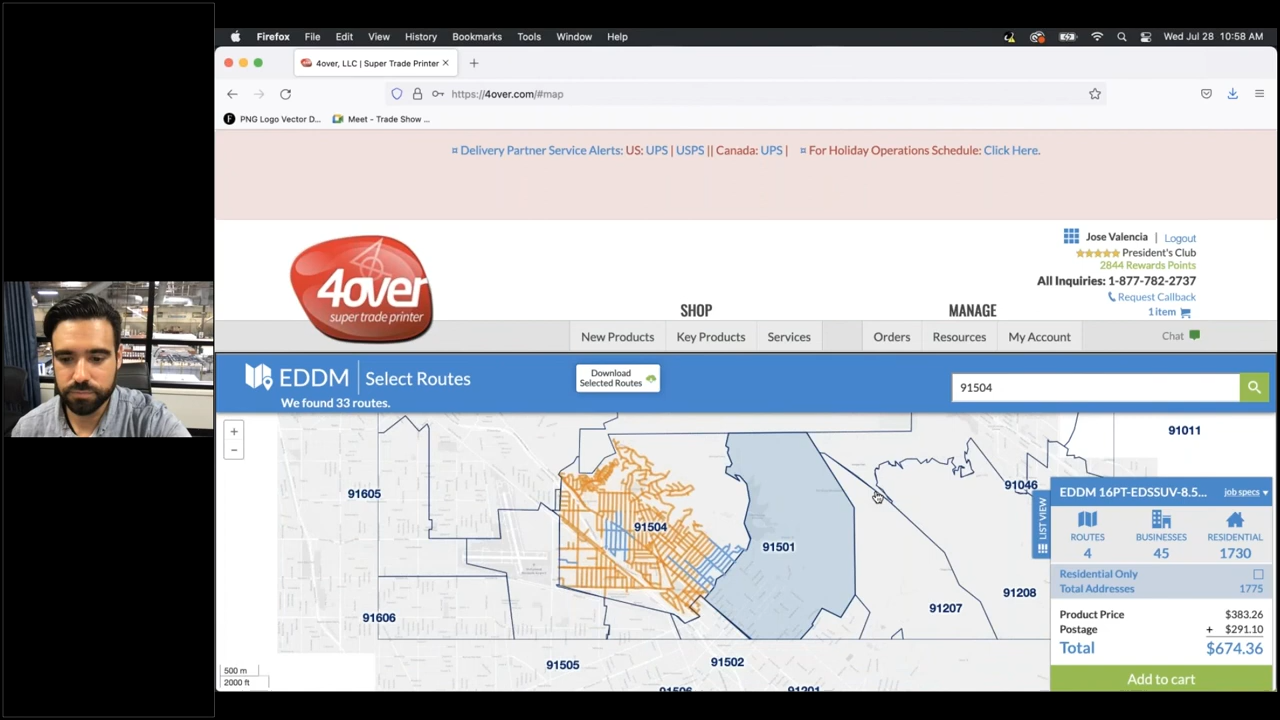 Firefox File Edit View History Bookmarks Tools Window Help
Wed Jul 28 10:58 AM
4over, LLC | Super Trade Printer
https://4over.com/#map
PNG Logo Vector D...
Meet - Trade Show ...
¤ Delivery Partner Service Alerts: US: UPS | USPS || Canada: UPS | ¤ For Holiday Operations Schedule: Click Here.
4over
super trade printer
Jose Valencia | Logout
President's Club
2844 Rewards Points
All Inquiries: 1-877-782-2737
Request Callback
1 item
SHOP
MANAGE
New Products Key Products Services
Orders Resources My Account
Chat
EDDM | Select Routes
We found 33 routes.
Download
Selected Routes
91504
+
−
91011
91605
91046
91504
91501
91208
91207
91606
91505
91502
91506
91201
500 m
2000 ft
LIST VIEW
EDDM 16PT-EDSSUV-8.5... job specs
ROUTES BUSINESSES RESIDENTIAL
4 45 1730
Residential Only
Total Addresses 1775
Product Price $383.26
Postage + $291.10
Total $674.36
Add to cart